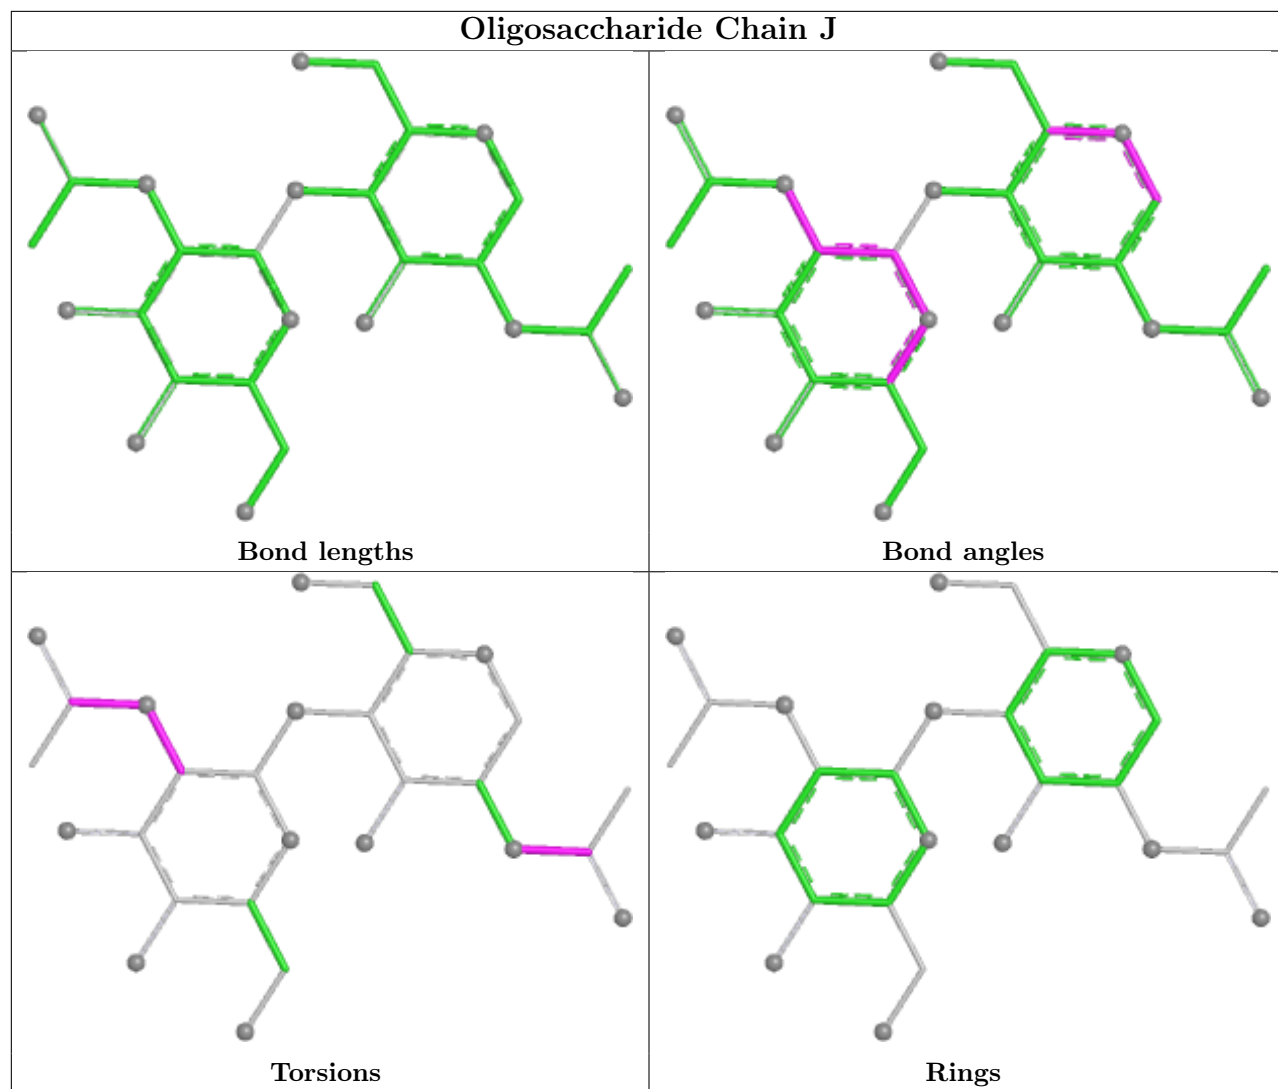 Oligosaccharide Chain J
Bond lengths
Bond angles
Torsions
Rings